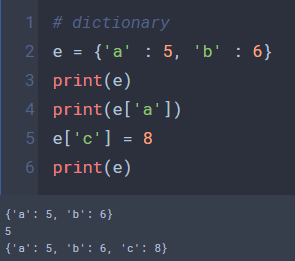 1 # dictionary
2 e = {'a' : 5, 'b' : 6}
3 print(e)
4 print(e['a'])
5 e['c'] = 8
6 print(e)
{'a': 5, 'b': 6}
5
{'a': 5, 'b': 6, 'c': 8}